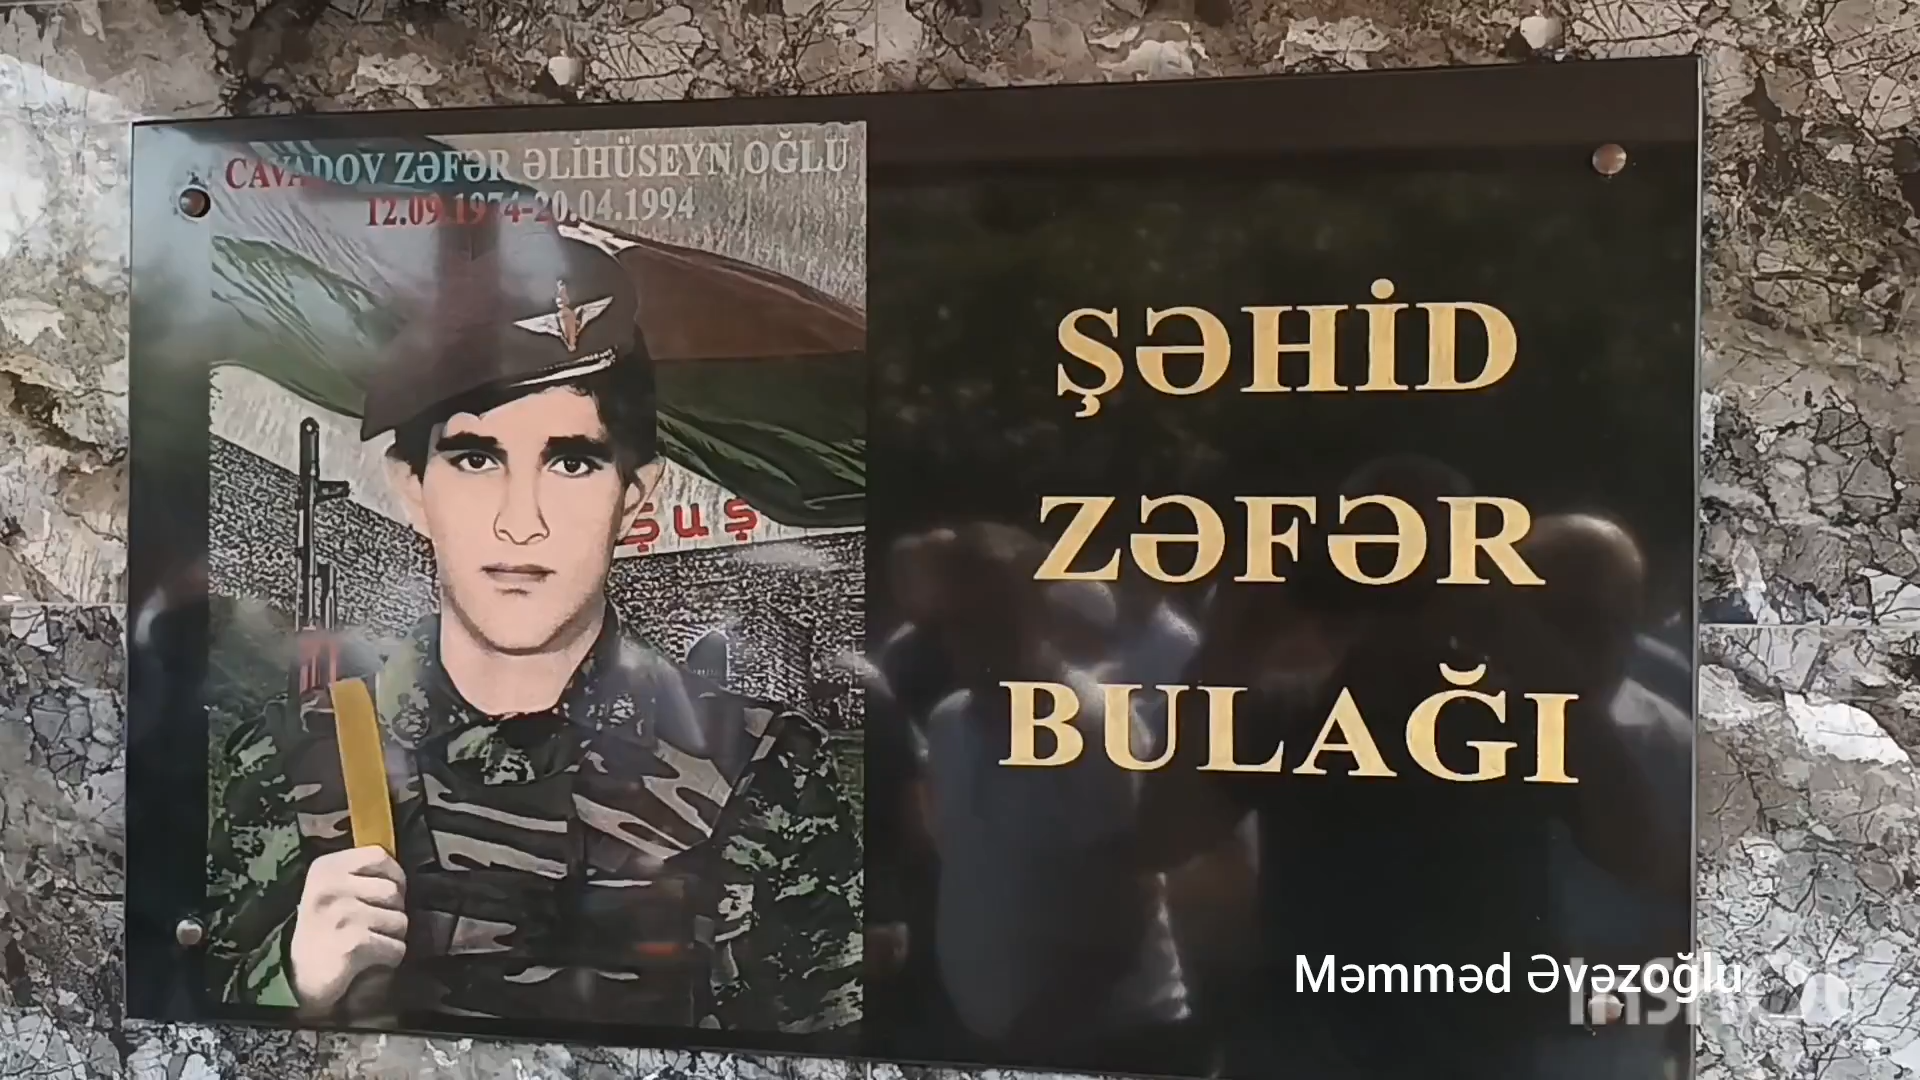 CAVADOV ZƏFƏR ƏLİHÜSEYN OĞLU
12.09.1974-20.04.1994
Şuş
ŞƏHİD
ZƏFƏR
BULAĞI
Məmməd Əvəzoğlu